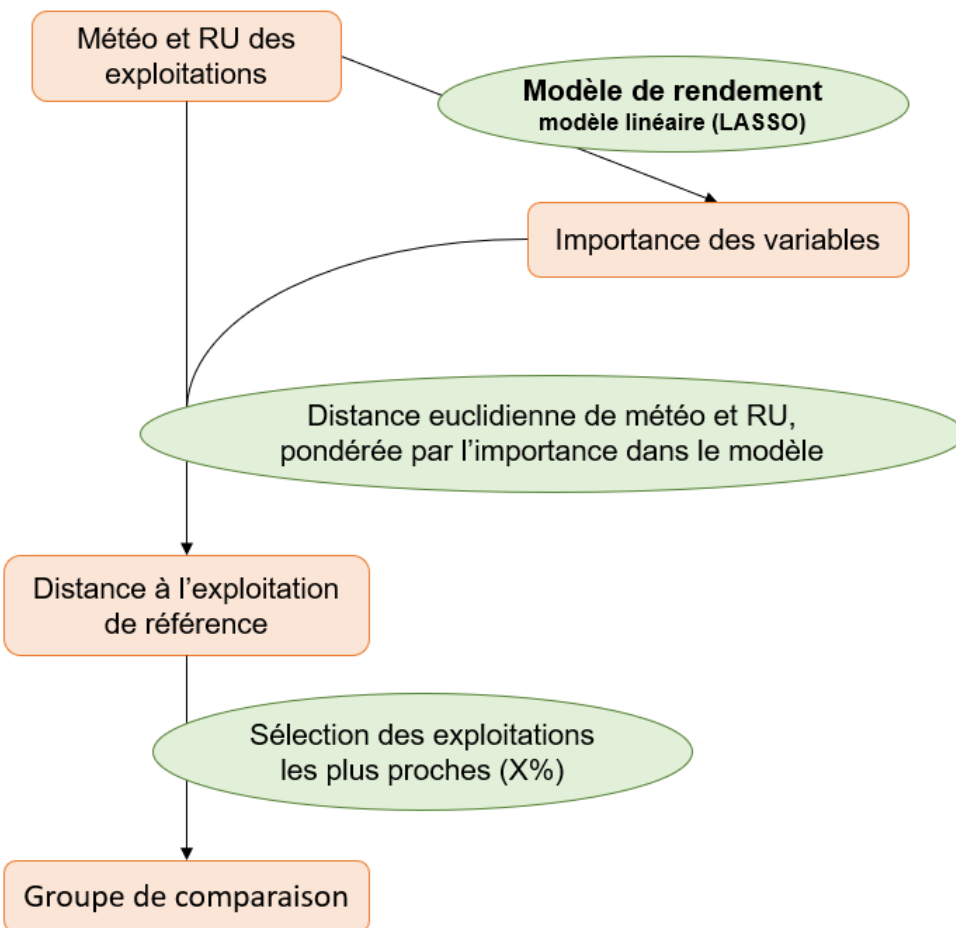 Météo et RU des
exploitations
Modèle de rendement
modèle linéaire (LASSO)
Importance des variables
Distance euclidienne de météo et RU,
pondérée par l’importance dans le modèle
Distance à l’exploitation
de référence
Sélection des exploitations
les plus proches (X%)
Groupe de comparaison